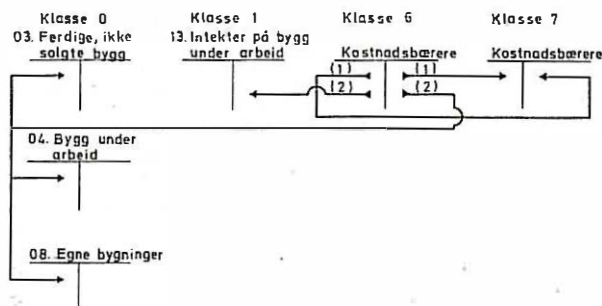 Klasse 0 Klasse 1 Klasse 6 Klasse 7
03. Ferdige, ikke solgte bygg
13. Intekter på bygg under arbeid
Kostnadsbærere
Kostnadsbærere
(1) (1)
(2) (2)
04. Bygg under
arbeid
08. Egne bygninger